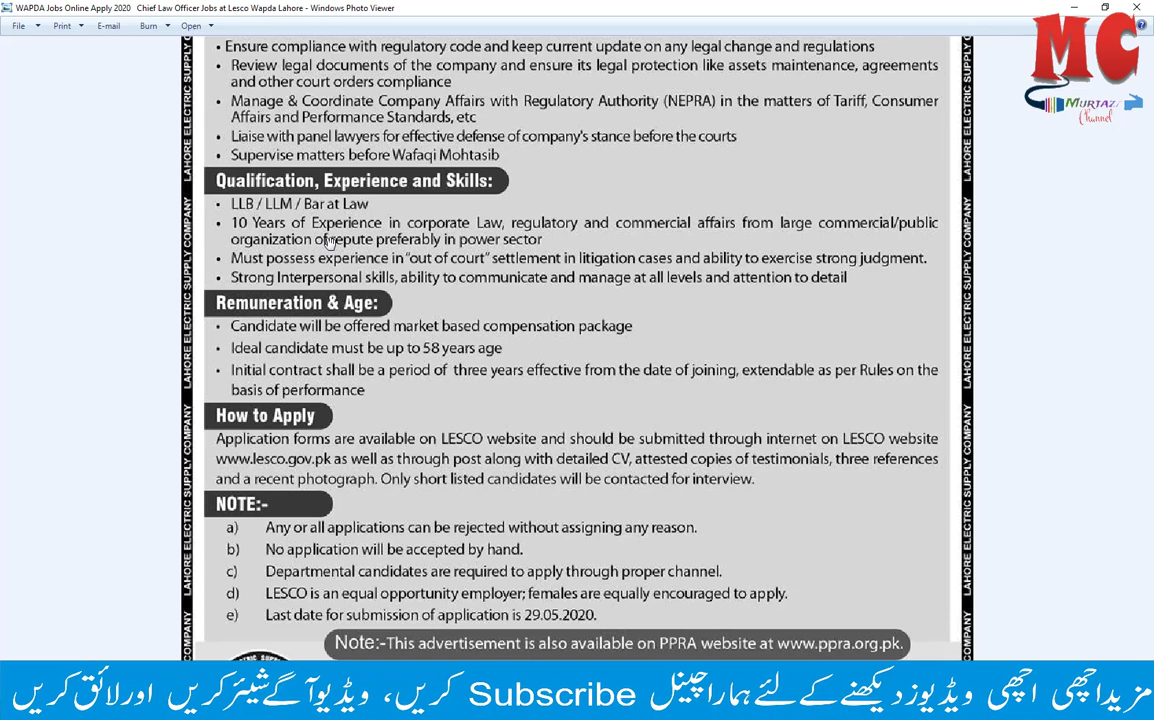 WAPDA Jobs Online Apply 2020 Chief Law Officer Jobs at Lesco Wapda Lahore - Windows Photo Viewer
File Print E-mail Burn Open
MC
MURTAZA
Channel
• Ensure compliance with regulatory code and keep current update on any legal change and regulations
• Review legal documents of the company and ensure its legal protection like assets maintenance, agreements
and other court orders compliance
• Manage & Coordinate Company Affairs with Regulatory Authority (NEPRA) in the matters of Tariff, Consumer
Affairs and Performance Standards, etc
• Liaise with panel lawyers for effective defense of company's stance before the courts
• Supervise matters before Wafaqi Mohtasib
Qualification, Experience and Skills:
• LLB / LLM / Bar at Law
• 10 Years of Experience in corporate Law, regulatory and commercial affairs from large commercial/public
organization of repute preferably in power sector
• Must possess experience in "out of court" settlement in litigation cases and ability to exercise strong judgment.
• Strong Interpersonal skills, ability to communicate and manage at all levels and attention to detail
Remuneration & Age:
• Candidate will be offered market based compensation package
• Ideal candidate must be up to 58 years age
• Initial contract shall be a period of three years effective from the date of joining, extendable as per Rules on the
basis of performance
How to Apply
Application forms are available on LESCO website and should be submitted through internet on LESCO website
www.lesco.gov.pk as well as through post along with detailed CV, attested copies of testimonials, three references
and a recent photograph. Only short listed candidates will be contacted for interview.
NOTE:-
a) Any or all applications can be rejected without assigning any reason.
b) No application will be accepted by hand.
c) Departmental candidates are required to apply through proper channel.
d) LESCO is an equal opportunity employer; females are equally encouraged to apply.
e) Last date for submission of application is 29.05.2020.
Note:-This advertisement is also available on PPRA website at www.ppra.org.pk.
LAHORE ELECTRIC SUPPLY COMPANY
LAHORE ELECTRIC SUPPLY COMPANY
مزید اچھی اچھی ویڈیوز دیکھنے کے لئے ہمارا چینل Subscribe کریں، ویڈیو آگے شیئر کریں اور لائق کریں